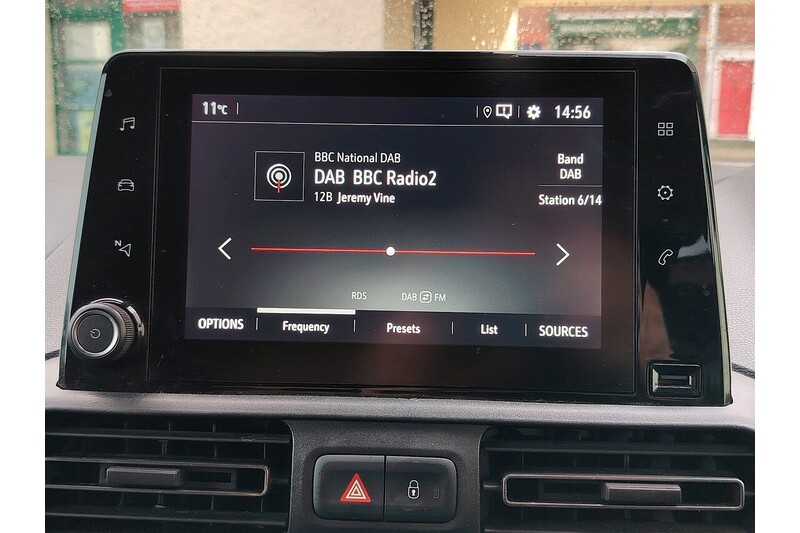 11°C 14:56
BBC National DAB
DAB BBC Radio2
12B Jeremy Vine
Band
DAB
Station 6/14
N
RDS DAB FM
OPTIONS Frequency Presets List SOURCES